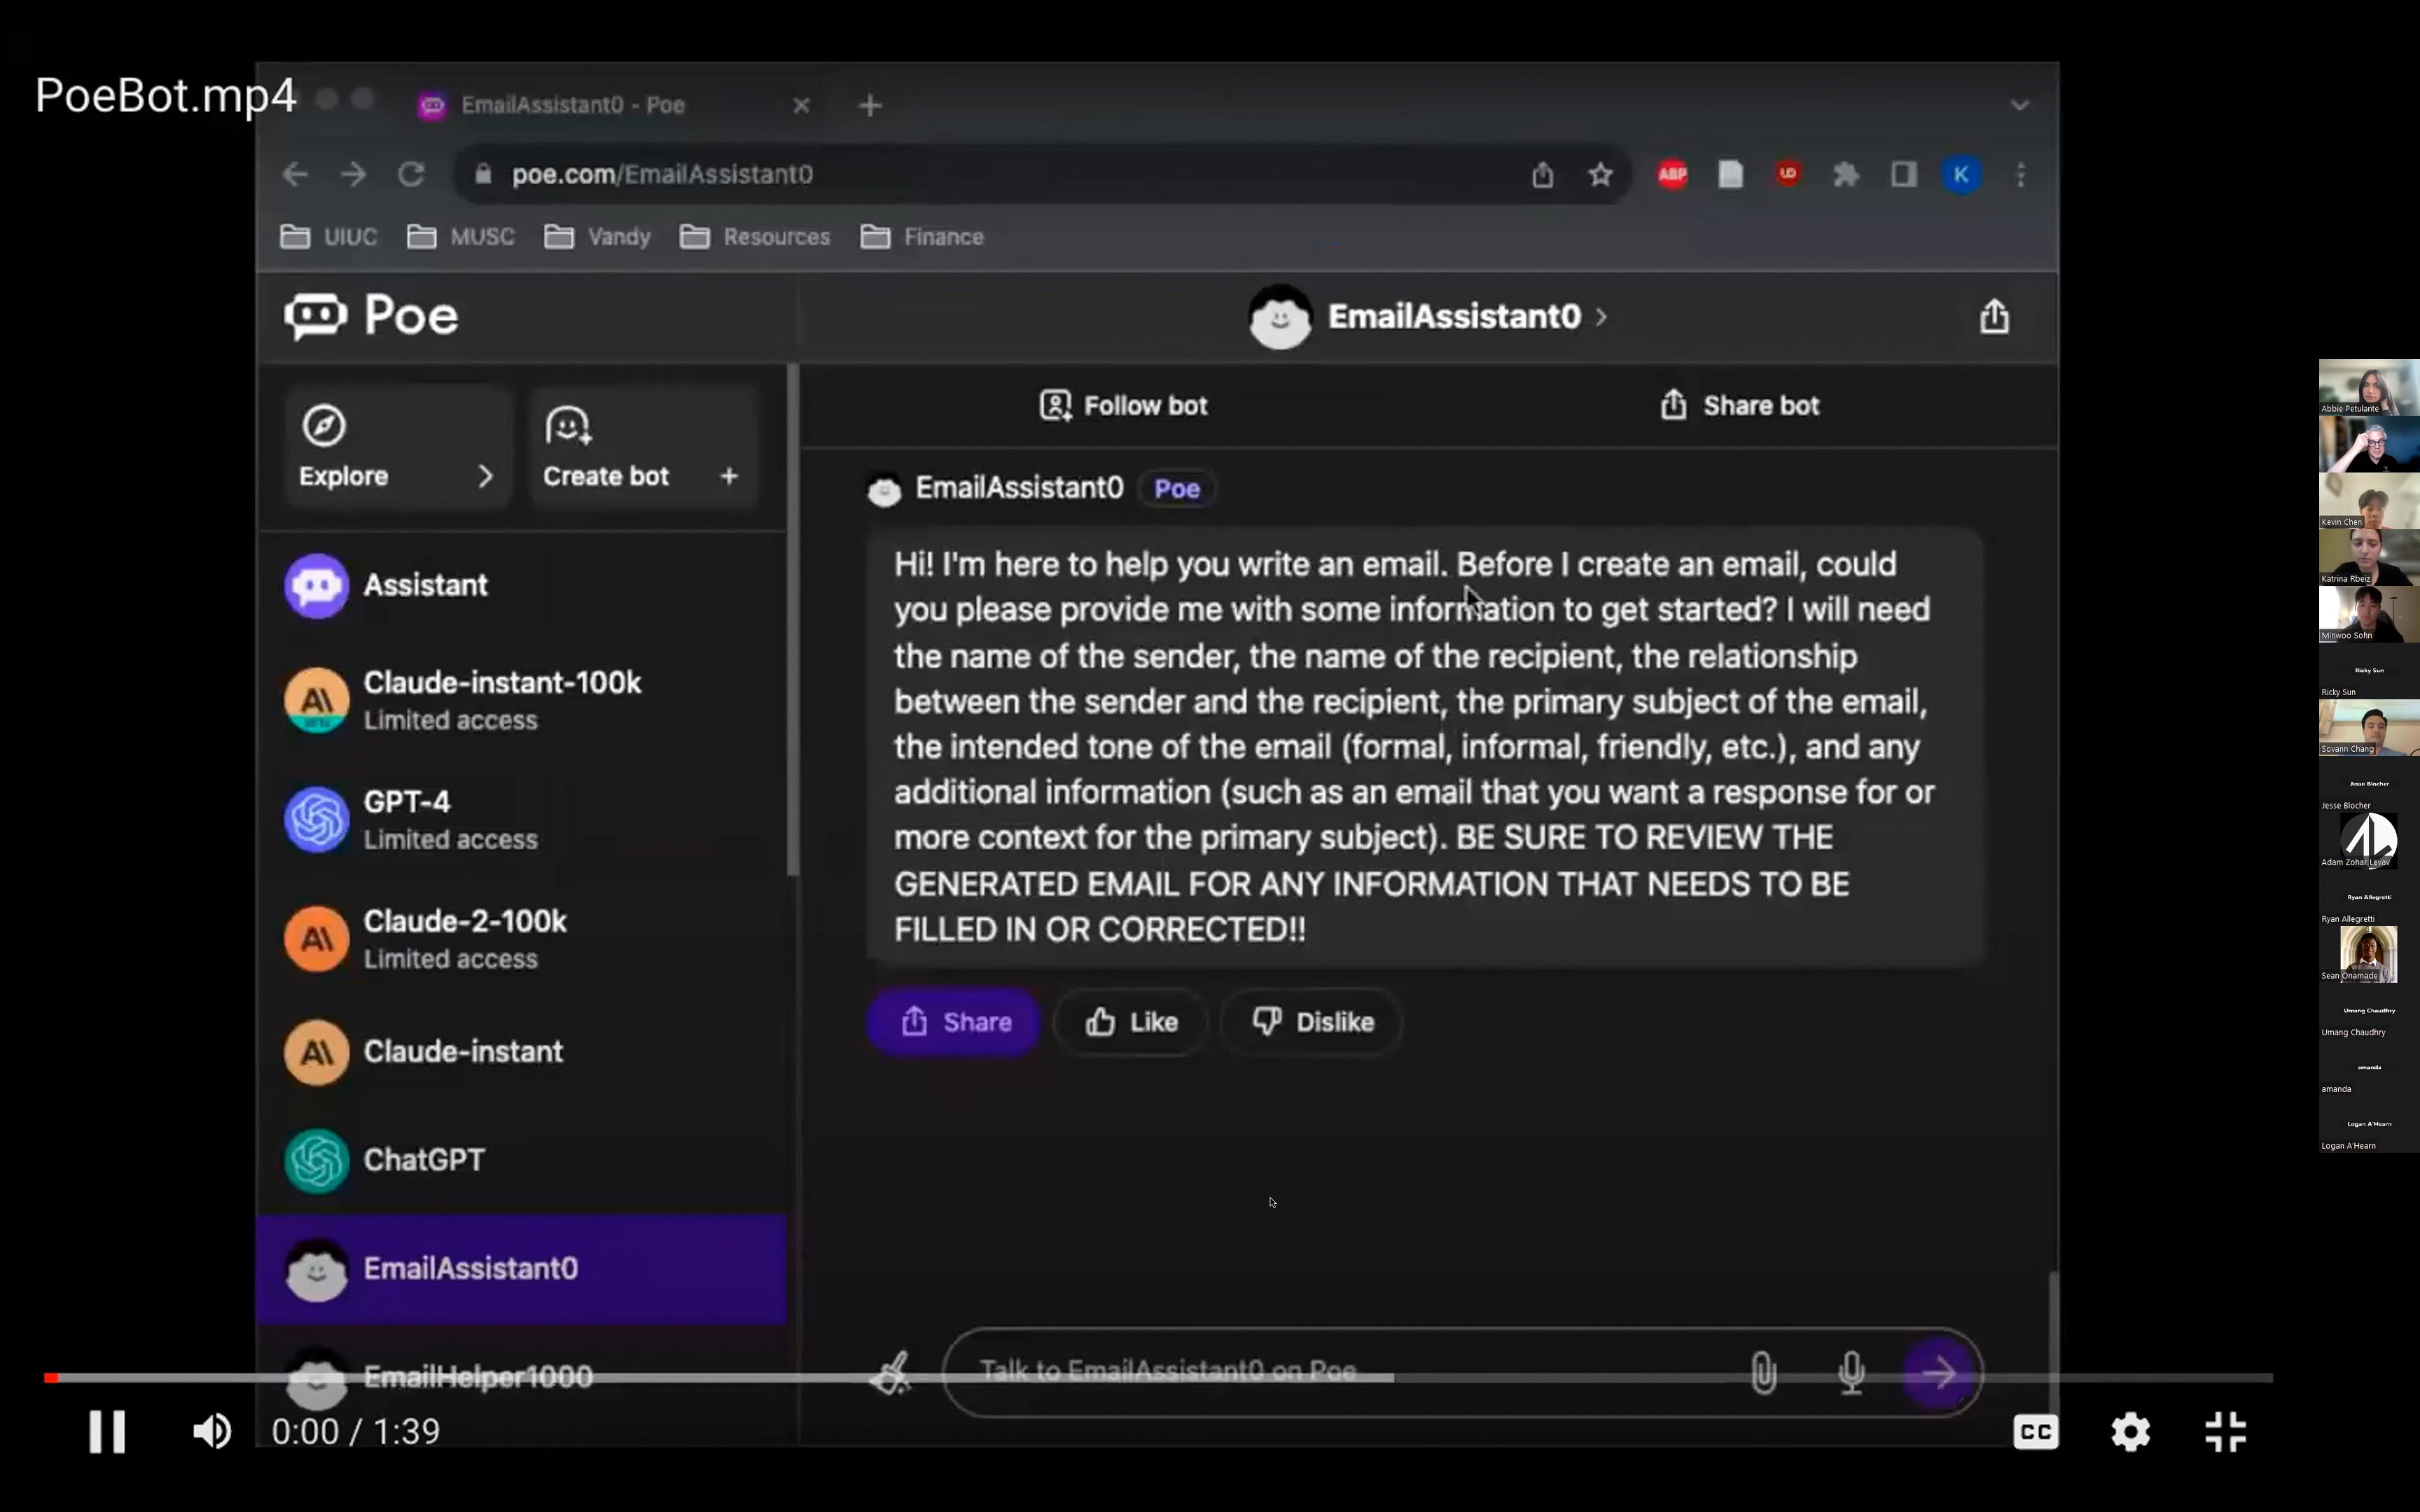 PoeBot.mp4
EmailAssistant0 - Poe
poe.com/EmailAssistant0
ABP
UD
K
UIUC
MUSC
Vandy
Resources
Finance
Poe
EmailAssistant0
Explore
Create bot
Follow bot
Share bot
Assistant
Claude-instant-100k
Limited access
GPT-4
Limited access
Claude-2-100k
Limited access
Claude-instant
ChatGPT
EmailAssistant0
EmailHelper1000
EmailAssistant0 Poe
Hi! I'm here to help you write an email. Before I create an email, could
you please provide me with some information to get started? I will need
the name of the sender, the name of the recipient, the relationship
between the sender and the recipient, the primary subject of the email,
the intended tone of the email (formal, informal, friendly, etc.), and any
additional information (such as an email that you want a response for or
more context for the primary subject). BE SURE TO REVIEW THE
GENERATED EMAIL FOR ANY INFORMATION THAT NEEDS TO BE
FILLED IN OR CORRECTED!!
Share
Like
Dislike
Talk to EmailAssistant0 on Poe
0:00 / 1:39
CC
Abbie Petulante
Kevin Chen
Katrina Rbeiz
Minwoo Sohn
Ricky Sun
Ricky Sun
Sovann Chang
Jesse Blocher
Jesse Blocher
Adam Zohar Levav
Ryan Allegretti
Ryan Allegretti
Sean Onamade
Umang Chaudhry
Umang Chaudhry
amanda
amanda
Logan A'Hearn
Logan A'Hearn